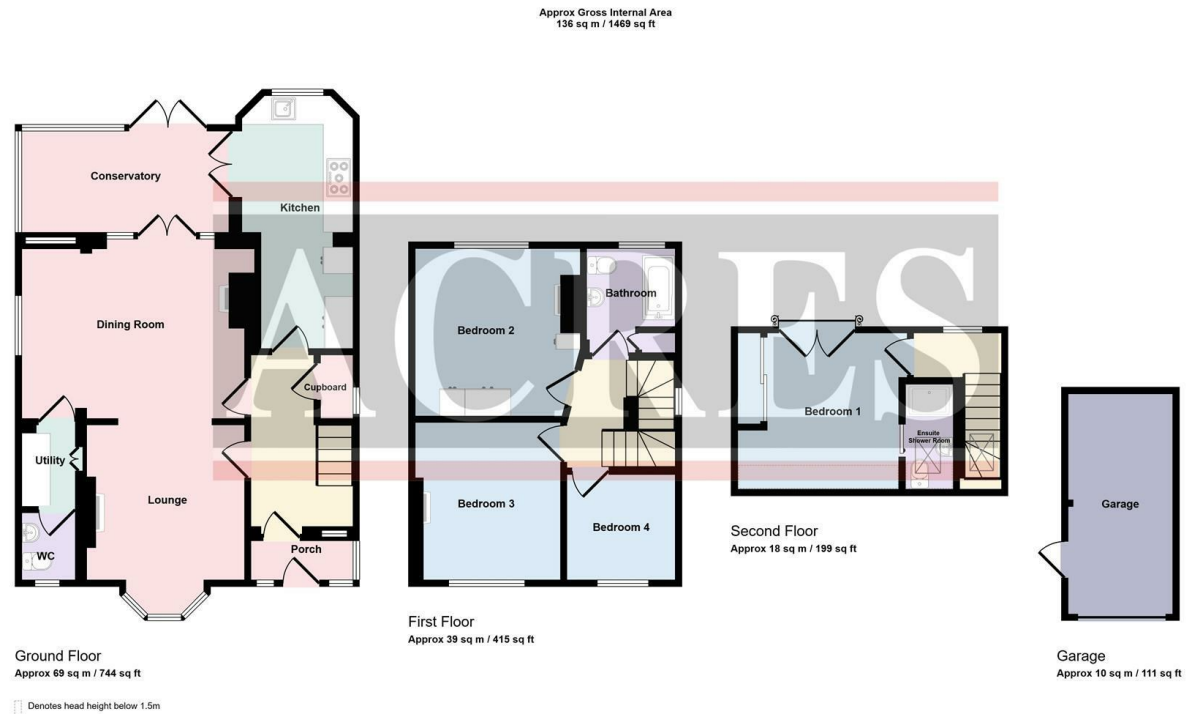 Approx Gross Internal Area
136 sq m / 1469 sq ft
Conservatory
Kitchen
Dining Room
Cupboard
Utility
Lounge
WC
Porch
Ground Floor
Approx 69 sq m / 744 sq ft
Denotes head height below 1.5m
Bedroom 2
Bathroom
Bedroom 3
Bedroom 4
First Floor
Approx 39 sq m / 415 sq ft
Bedroom 1
Ensuite
Shower Room
Second Floor
Approx 18 sq m / 199 sq ft
Garage
Garage
Approx 10 sq m / 111 sq ft
ACRES